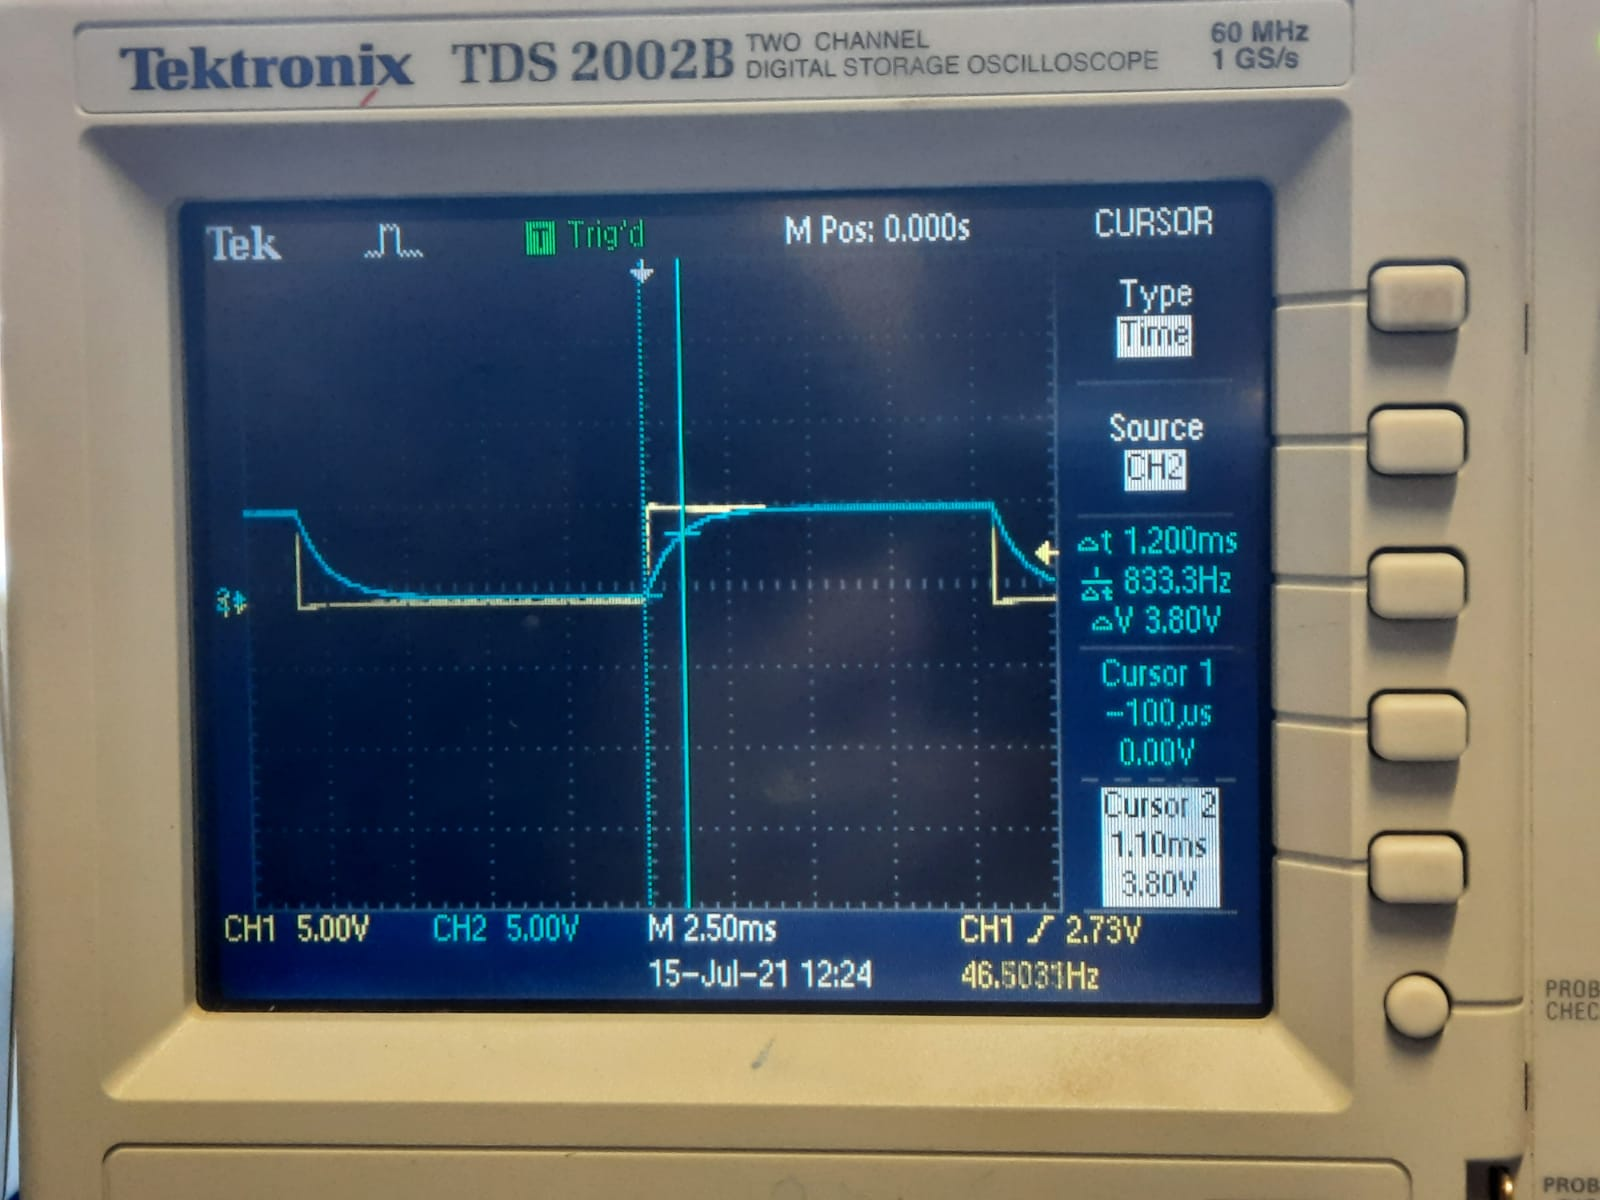 Tektronix TDS 2002B TWO CHANNEL DIGITAL STORAGE OSCILLOSCOPE 60 MHz 1 GS/s
Tek T Trig'd M Pos: 0.000s CURSOR
Type
Time
Source
CH2
Δt 1.200ms
1/Δt 833.3Hz
ΔV 3.80V
Cursor 1
-100µs
0.00V
Cursor 2
1.10ms
3.80V
CH1 5.00V CH2 5.00V M 2.50ms CH1 2.73V
15-Jul-21 12:24
PROB
CHEC
PROB